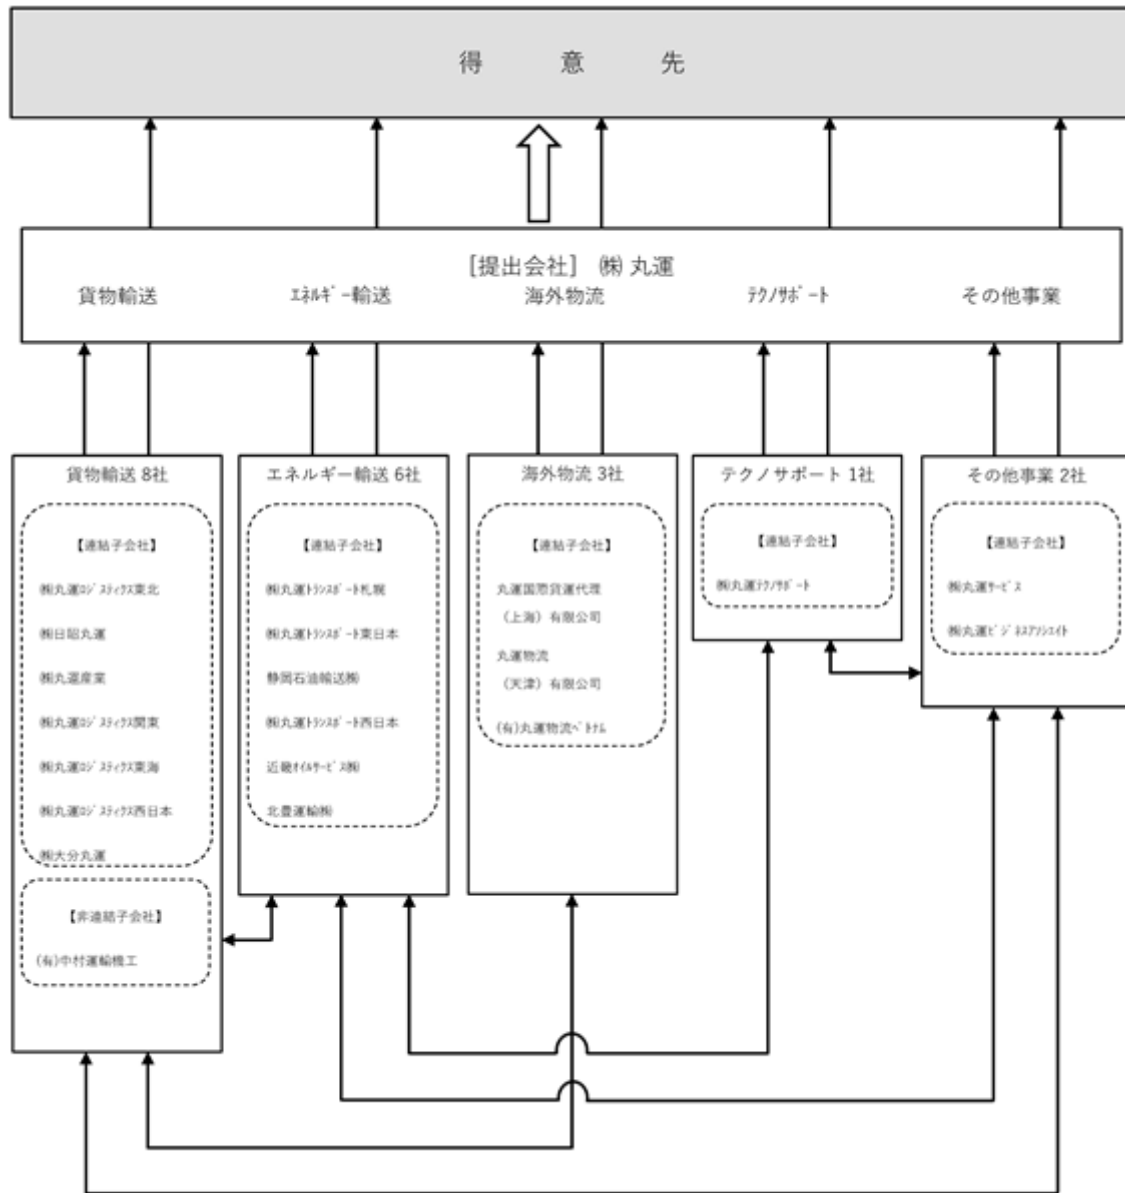 得 意 先
[提出会社] ㈱ 丸運
貨物輸送
ｴﾈﾙｷﾞｰ輸送
海外物流
ﾃｸﾉｻﾎﾟｰﾄ
その他事業
貨物輸送 8社
【連結子会社】
㈱丸運ﾛｼﾞｽﾃｨｸｽ東北
㈱日昭丸運
㈱丸運産業
㈱丸運ﾛｼﾞｽﾃｨｸｽ関東
㈱丸運ﾛｼﾞｽﾃｨｸｽ東海
㈱丸運ﾛｼﾞｽﾃｨｸｽ西日本
㈱大分丸運
【非連結子会社】
(有)中村運輸機工
エネルギー輸送 6社
【連結子会社】
㈱丸運ﾄﾗﾝｽﾎﾟｰﾄ札幌
㈱丸運ﾄﾗﾝｽﾎﾟｰﾄ東日本
静岡石油輸送㈱
㈱丸運ﾄﾗﾝｽﾎﾟｰﾄ西日本
近畿ｵｲﾙｻｰﾋﾞｽ㈱
北豊運輸㈱
海外物流 3社
【連結子会社】
丸運国際貨運代理
（上海）有限公司
丸運物流
（天津）有限公司
(有)丸運物流ﾍﾞﾄﾅﾑ
テクノサポート 1社
【連結子会社】
㈱丸運ﾃｸﾉｻﾎﾟｰﾄ
その他事業 2社
【連結子会社】
㈱丸運ｻｰﾋﾞｽ
㈱丸運ﾋﾞｼﾞﾈｽｱｿｼｴｲﾄ